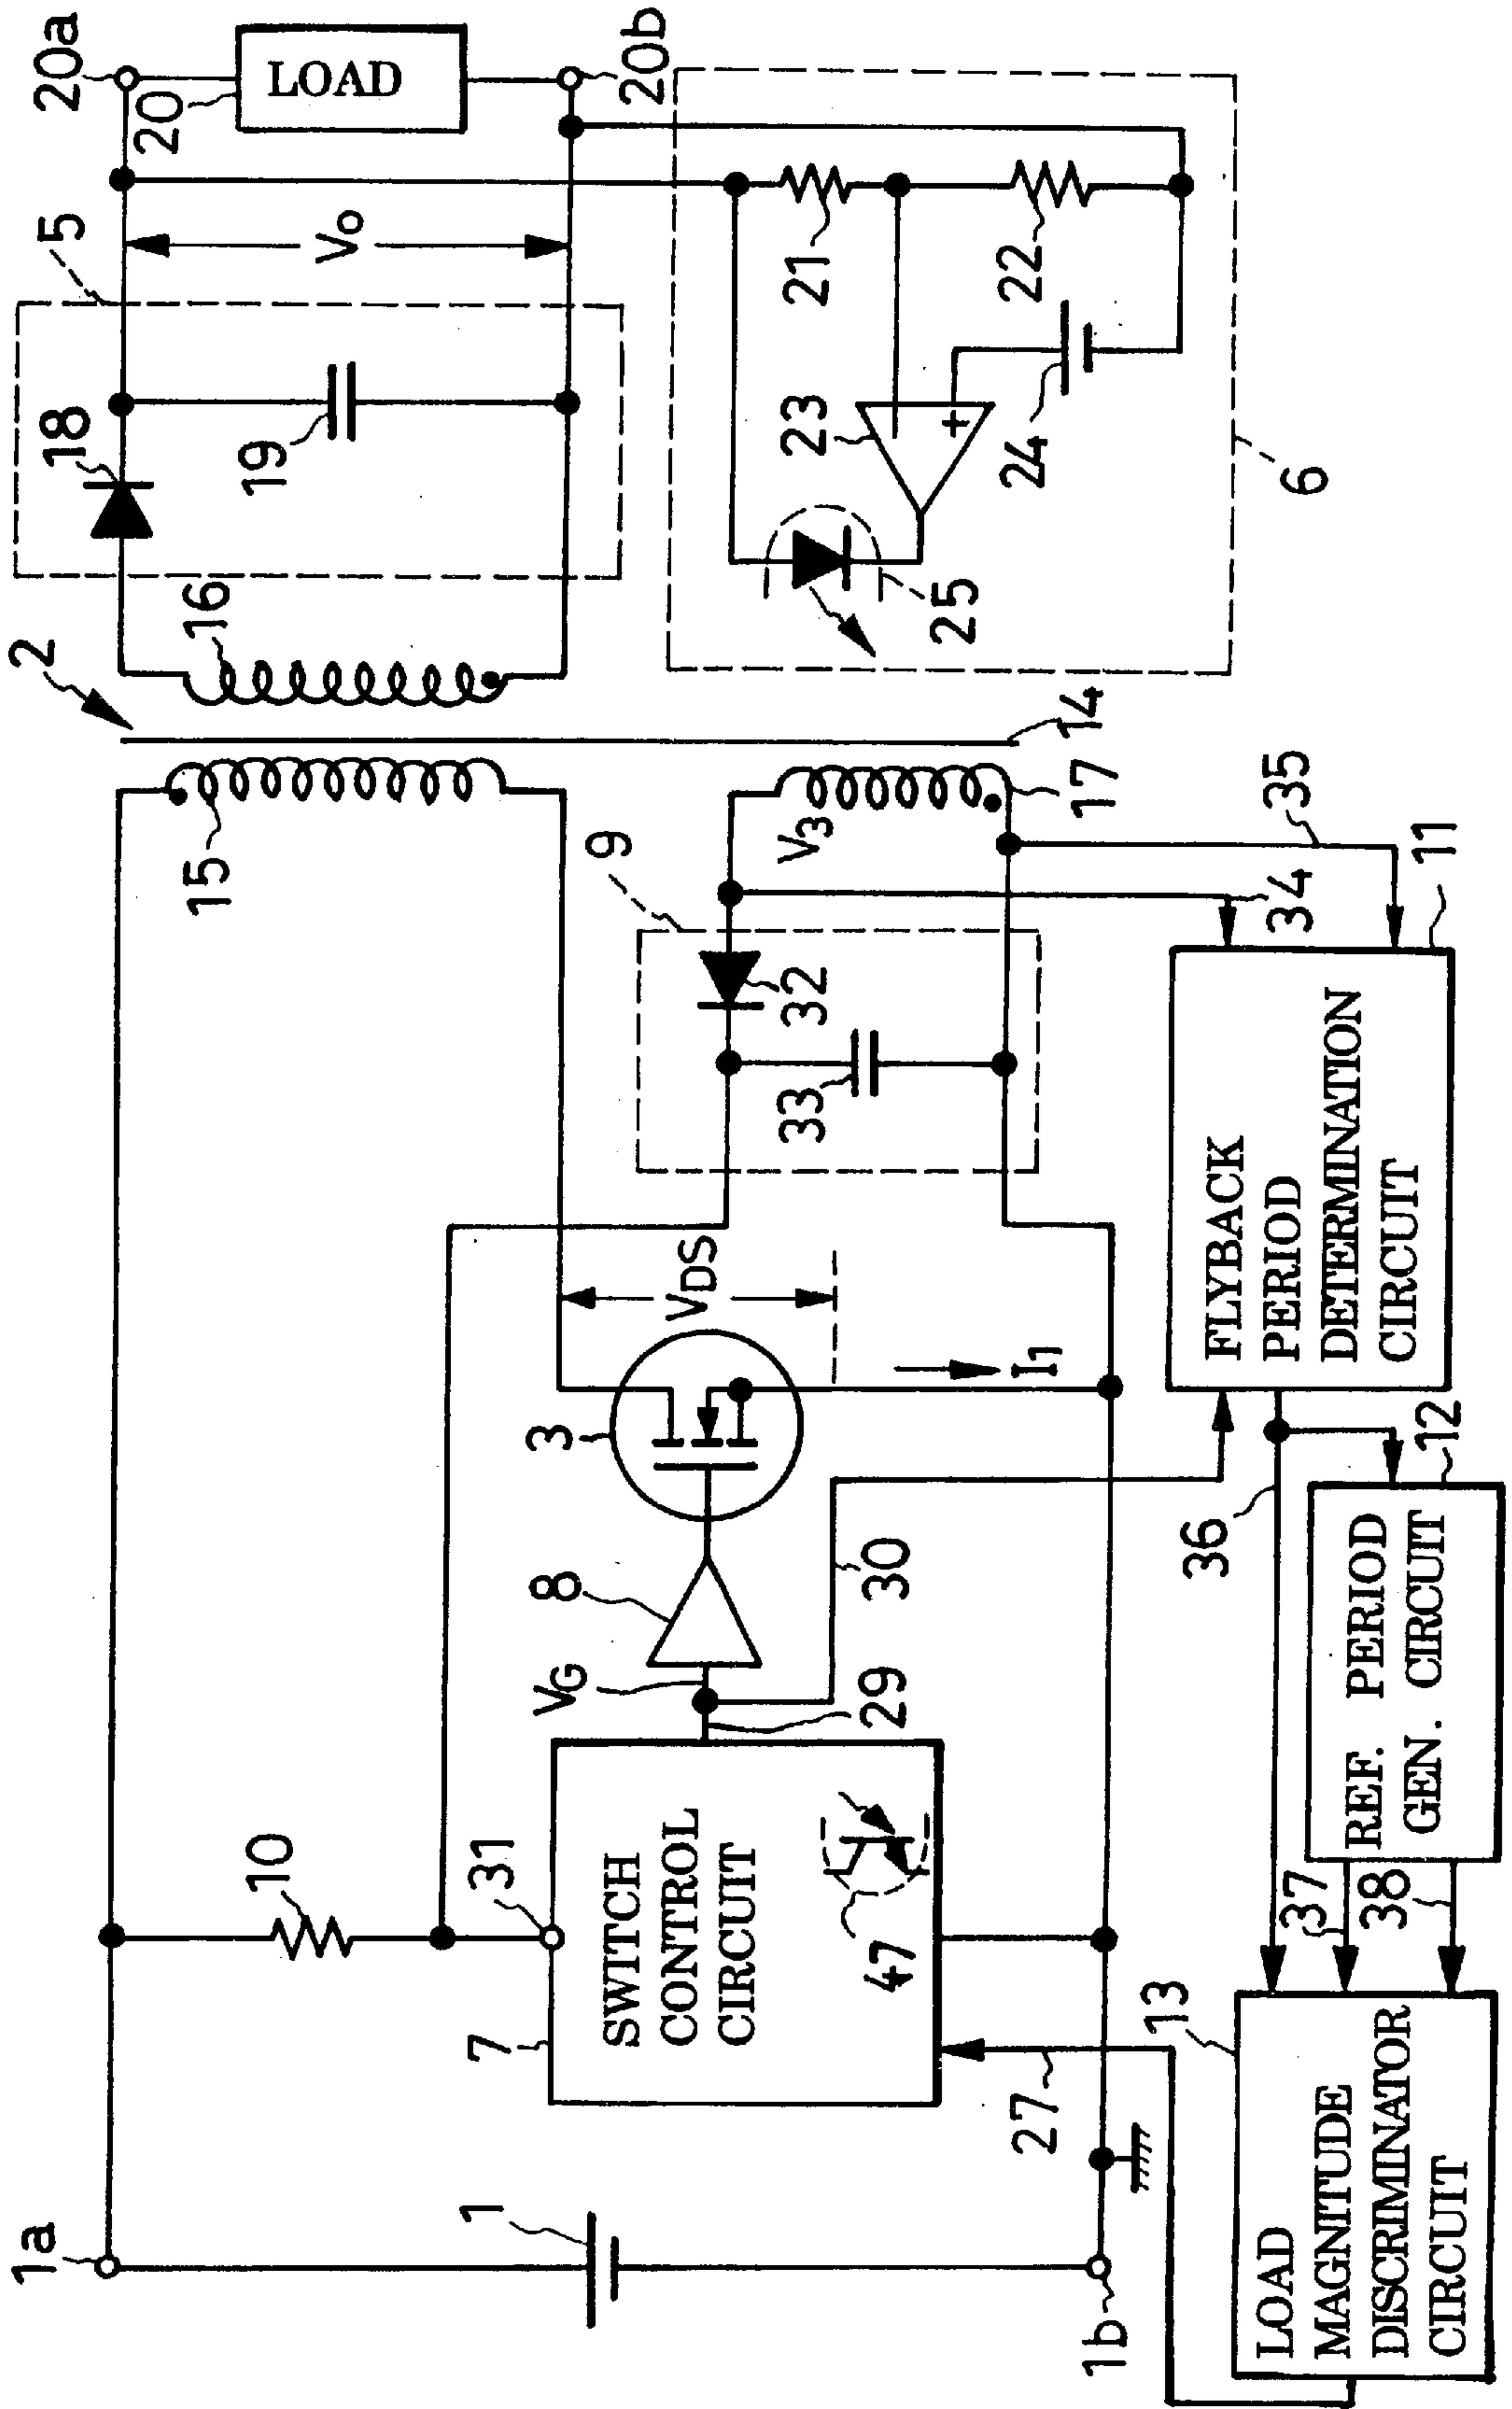 1a
1
1b
10
31
7
SWITCH
CONTROL
CIRCUIT
47
27
29
VG
8
30
3
VDS
I1
9
32
33
15
2
14
16
17
V3
5
18
19
Vo
20a
20
LOAD
20b
21
22
23
+
24
25
6
34
35
11
FLYBACK
PERIOD
DETERMINATION
CIRCUIT
36
12
REF. PERIOD
GEN. CIRCUIT
37
38
13
LOAD
MAGNITUDE
DISCRIMINATOR
CIRCUIT